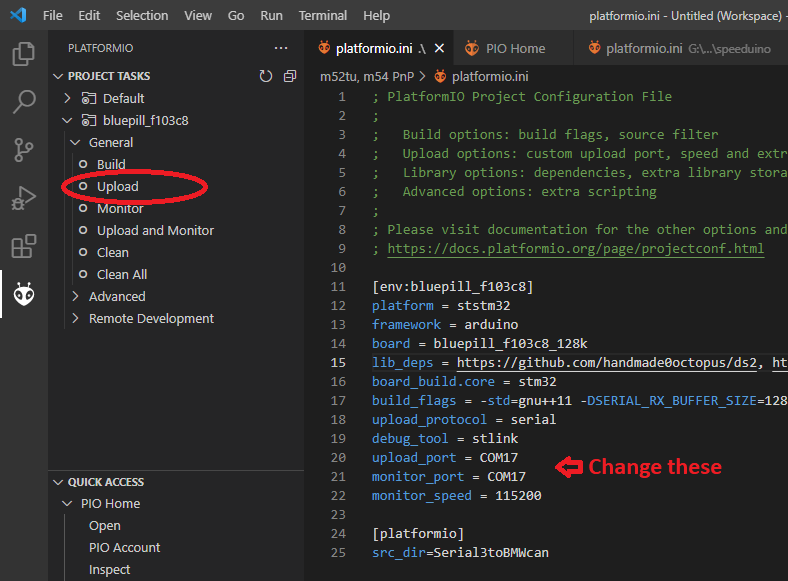 File Edit Selection View Go Run Terminal Help platformio.ini - Untitled (Workspace) -
PLATFORMIO ...
platformio.ini .\ PIO Home platformio.ini G:\...\speeduino
PROJECT TASKS
m52tu, m54 PnP > platformio.ini
Default
bluepill_f103c8
General
Build
Upload
Monitor
Upload and Monitor
Clean
Clean All
Advanced
Remote Development
QUICK ACCESS
PIO Home
Open
PIO Account
Inspect
1 ; PlatformIO Project Configuration File
2 ;
3 ;   Build options: build flags, source filter
4 ;   Upload options: custom upload port, speed and extr
5 ;   Library options: dependencies, extra library stora
6 ;   Advanced options: extra scripting
7 ;
8 ; Please visit documentation for the other options and
9 ; https://docs.platformio.org/page/projectconf.html
10
11 [env:bluepill_f103c8]
12 platform = ststm32
13 framework = arduino
14 board = bluepill_f103c8_128k
15 lib_deps = https://github.com/handmade0octopus/ds2, ht
16 board_build.core = stm32
17 build_flags = -std=gnu++11 -DSERIAL_RX_BUFFER_SIZE=128
18 upload_protocol = serial
19 debug_tool = stlink
20 upload_port = COM17
21 monitor_port = COM17
22 monitor_speed = 115200
23
24 [platformio]
25 src_dir=Serial3toBMWcan
Change these